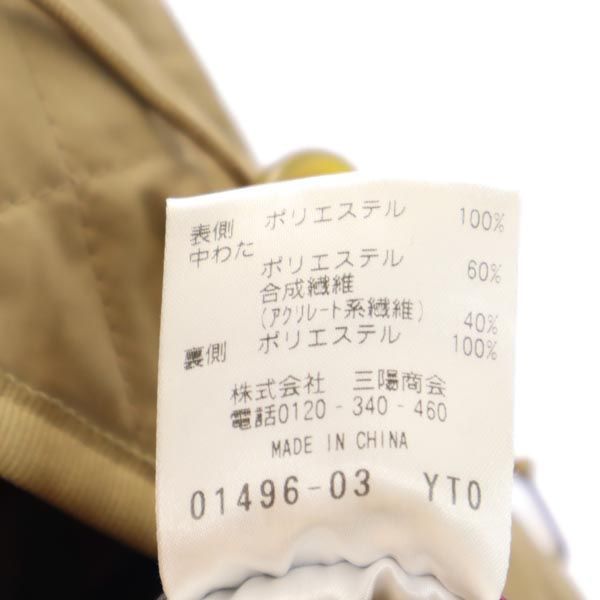 表側 ポリエステル 100%
中わた
ポリエステル 60%
合成繊維
(アクリレート系繊維) 40%
裏側 ポリエステル 100%
株式会社 三陽商会
電話0120-340-460
MADE IN CHINA
01496-03 YT0